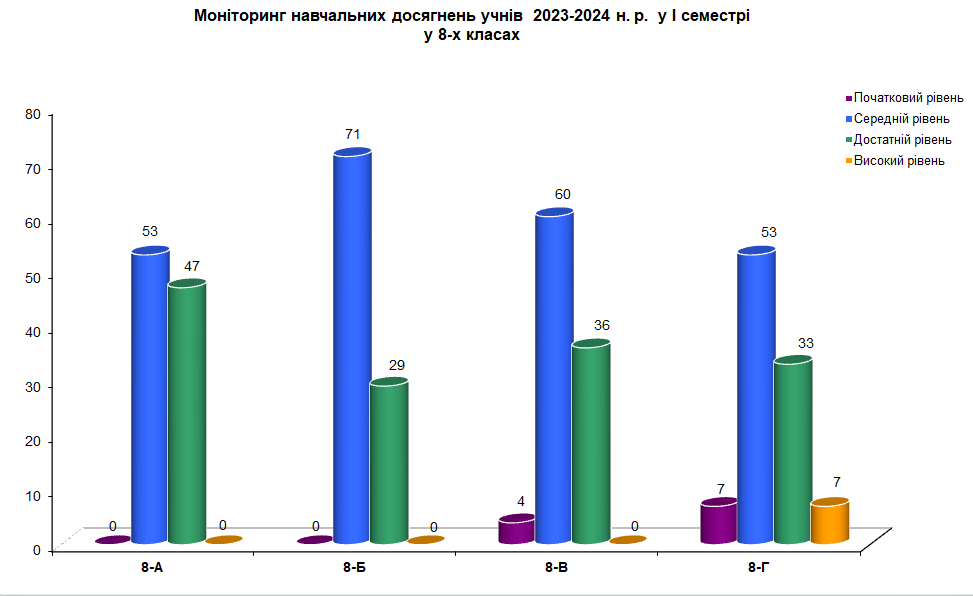 Моніторинг навчальних досягнень учнів 2023-2024 н. р. у І семестрі
у 8-х класах
Початковий рівень
Середній рівень
Достатній рівень
Високий рівень
80
70
60
50
40
30
20
10
0
0
53
47
0
0
71
29
0
4
60
36
0
7
53
33
7
8-А
8-Б
8-В
8-Г